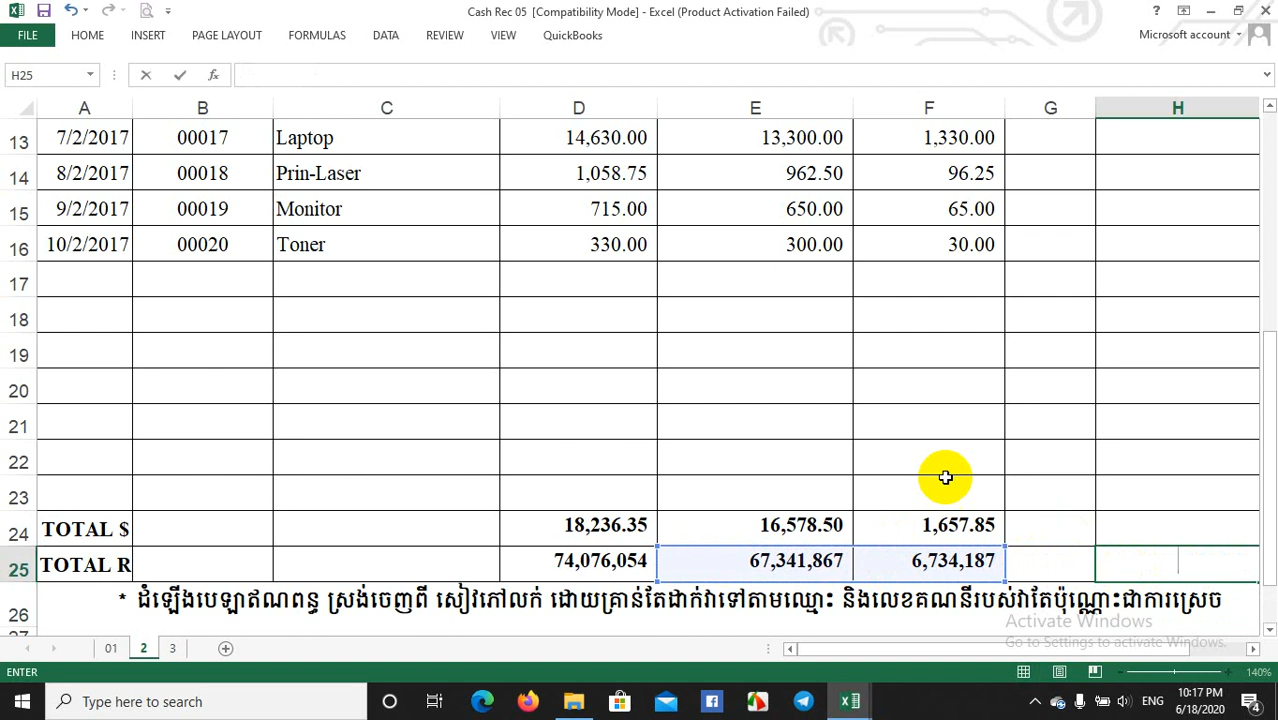 Cash Rec 05 [Compatibility Mode] - Excel (Product Activation Failed)
FILE HOME INSERT PAGE LAYOUT FORMULAS DATA REVIEW VIEW QuickBooks Microsoft account
H25
A B C D E F G H
13 7/2/2017 00017 Laptop 14,630.00 13,300.00 1,330.00
14 8/2/2017 00018 Prin-Laser 1,058.75 962.50 96.25
15 9/2/2017 00019 Monitor 715.00 650.00 65.00
16 10/2/2017 00020 Toner 330.00 300.00 30.00
17
18
19
20
21
22
23
24 TOTAL $ 18,236.35 16,578.50 1,657.85
25 TOTAL R 74,076,054 67,341,867 6,734,187
26 * ដំឡើងបេឡាឥណពន្ធ ស្រង់ចេញពី សៀវភៅលក់ ដោយគ្រាន់តែដាក់វាទៅតាមឈ្មោះ និងលេខគណនីរបស់វាតែប៉ុណ្ណោះជាការស្រេច
Activate Windows
Go to Settings to activate Windows.
01 2 3
ENTER 140%
Type here to search
ENG
10:17 PM
6/18/2020
4